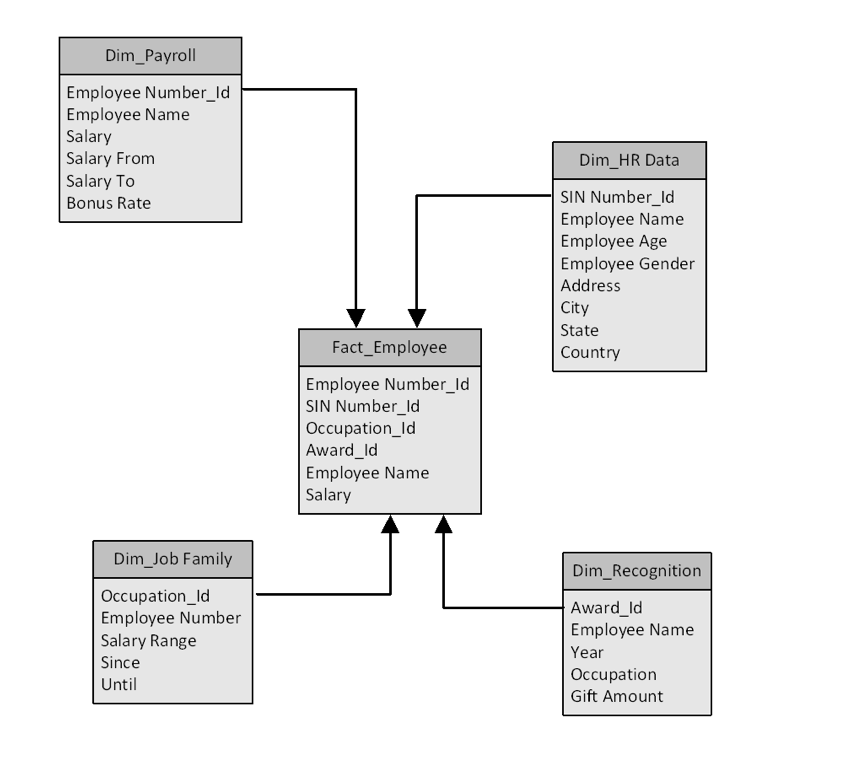 Dim_Payroll
Employee Number_Id
Employee Name
Salary
Salary From
Salary To
Bonus Rate
Dim_HR Data
SIN Number_Id
Employee Name
Employee Age
Employee Gender
Address
City
State
Country
Fact_Employee
Employee Number_Id
SIN Number_Id
Occupation_Id
Award_Id
Employee Name
Salary
Dim_Job Family
Occupation_Id
Employee Number
Salary Range
Since
Until
Dim_Recognition
Award_Id
Employee Name
Year
Occupation
Gift Amount